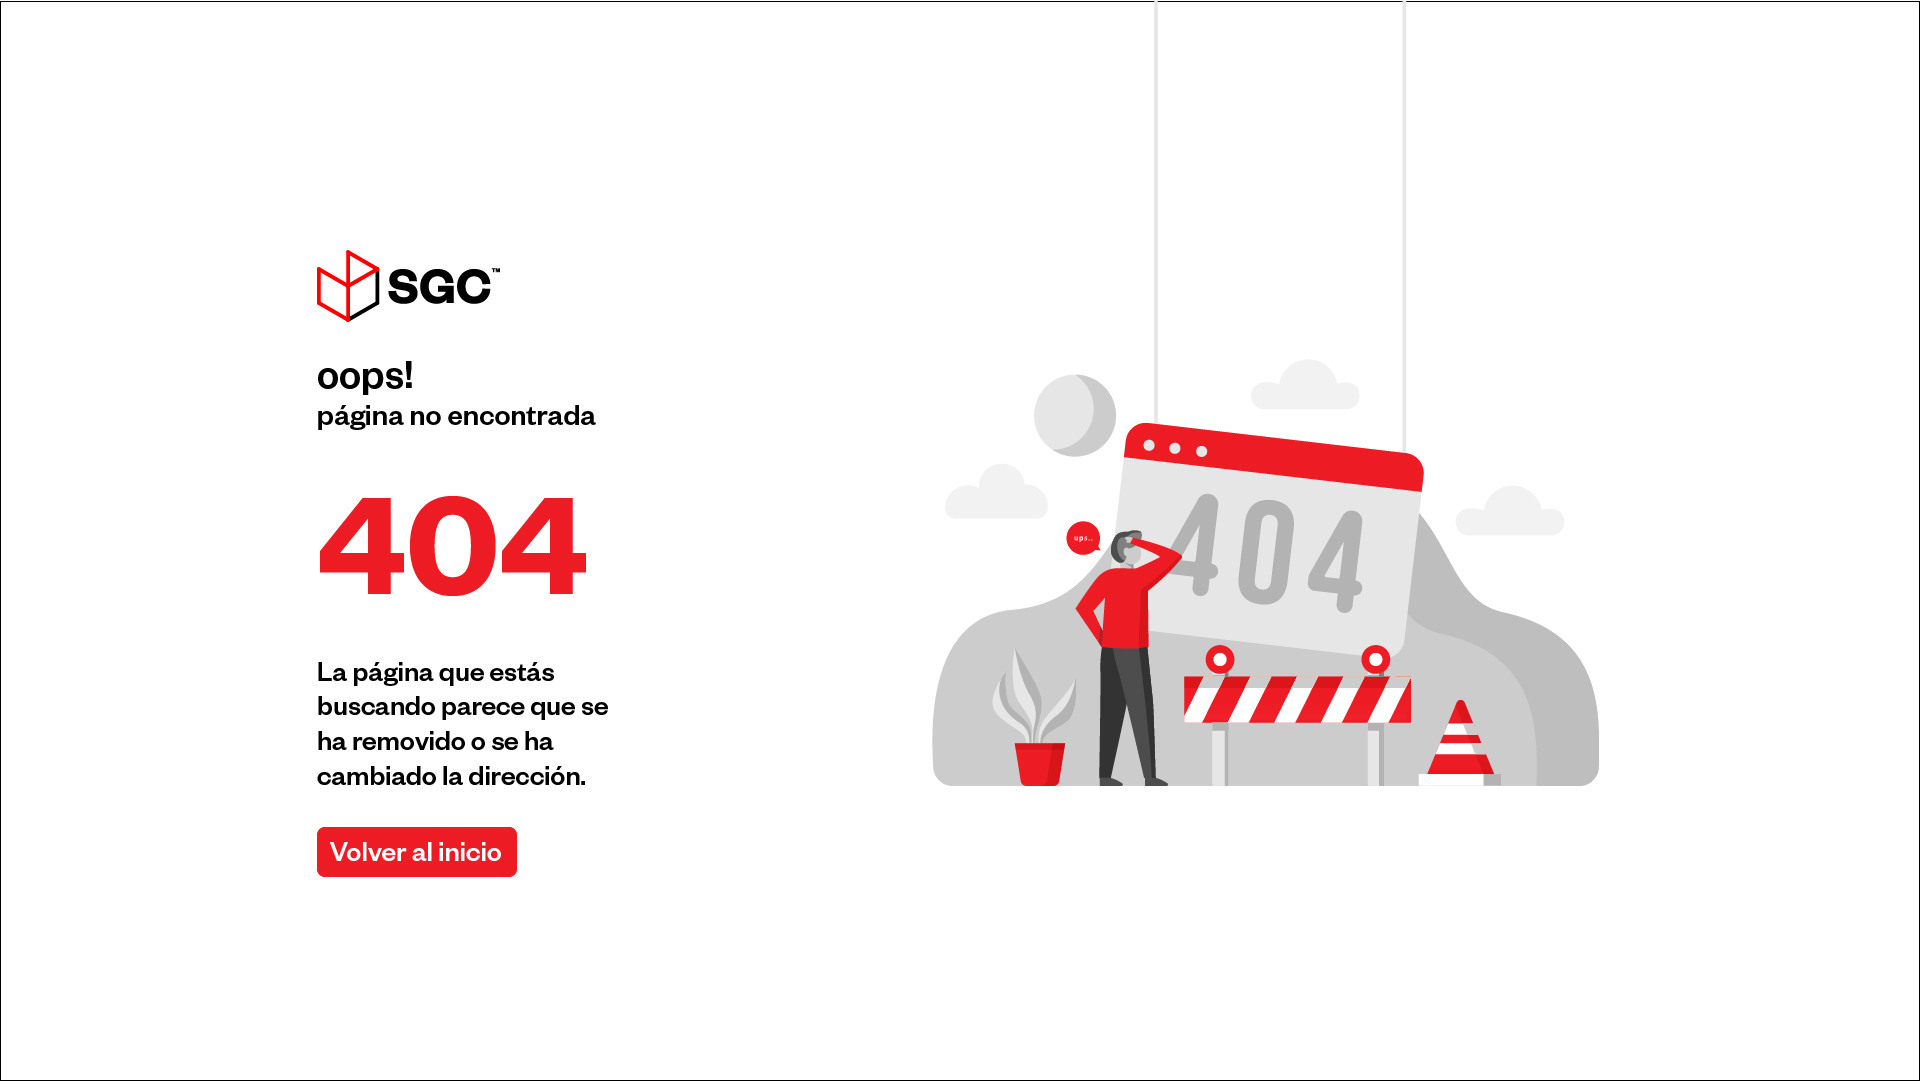 SGC™
oops!
página no encontrada
404
La página que estás
buscando parece que se
ha removido o se ha
cambiado la dirección.
Volver al inicio
ups..
404